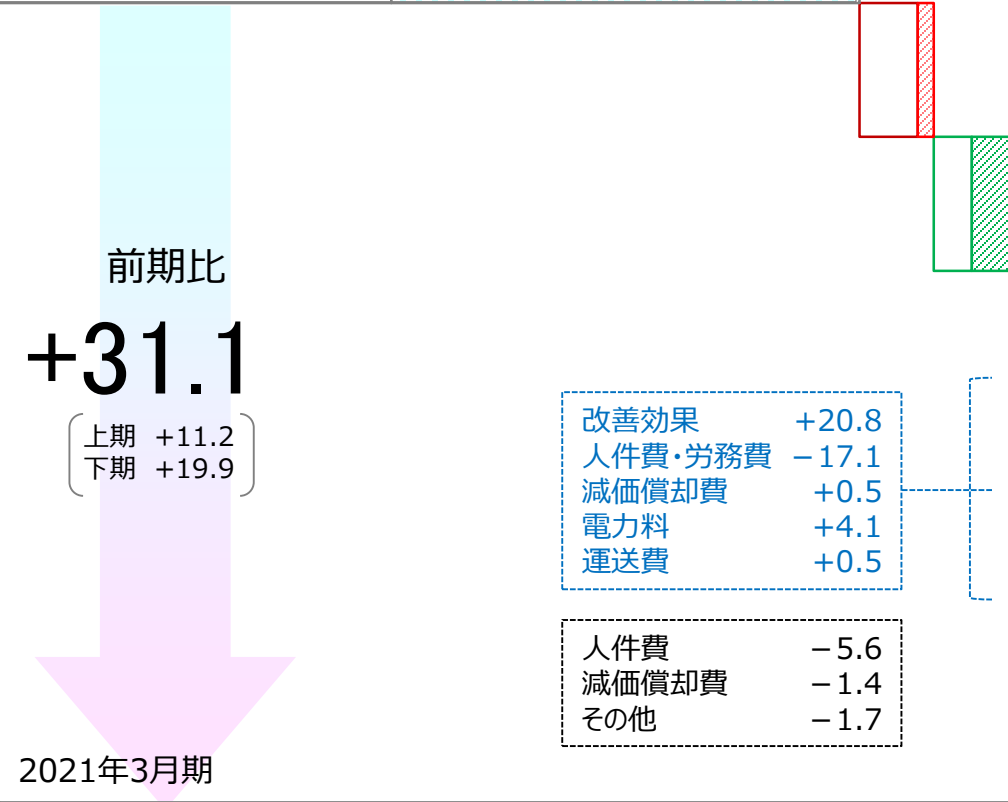 前期比
+31.1
上期 +11.2
下期 +19.9
改善効果 +20.8
人件費・労務費 －17.1
減価償却費 +0.5
電力料 +4.1
運送費 +0.5
人件費 －5.6
減価償却費 －1.4
その他 －1.7
2021年3月期